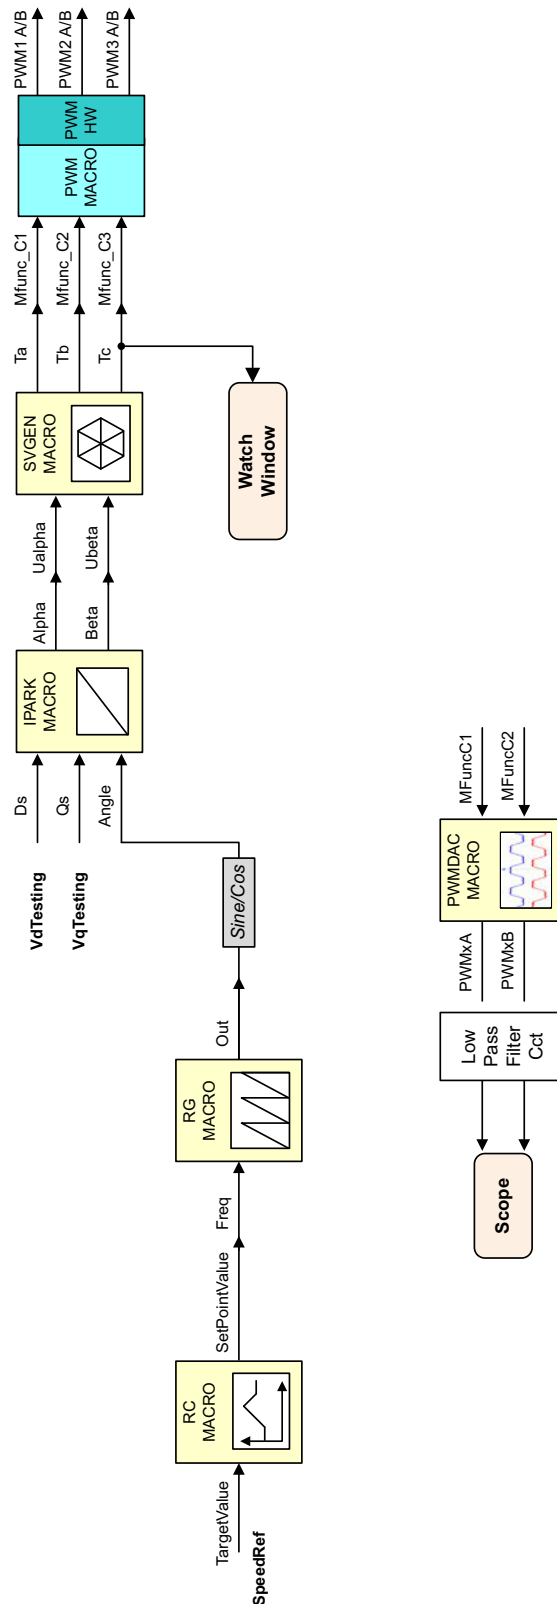 SpeedRef
TargetValue
RC
MACRO
SetPointValue
Freq
RG
MACRO
Out
Sine/Cos
VdTesting
VqTesting
Ds
Qs
Angle
IPARK
MACRO
Alpha
Beta
Ualpha
Ubeta
SVGEN
MACRO
Ta
Tb
Tc
Mfunc_C1
Mfunc_C2
Mfunc_C3
PWM
MACRO
PWM
HW
PWM1 A/B
PWM2 A/B
PWM3 A/B
Watch
Window
Scope
Low
Pass
Filter
Cct
PWMxA
PWMxB
PWMDAC
MACRO
MFuncC1
MFuncC2